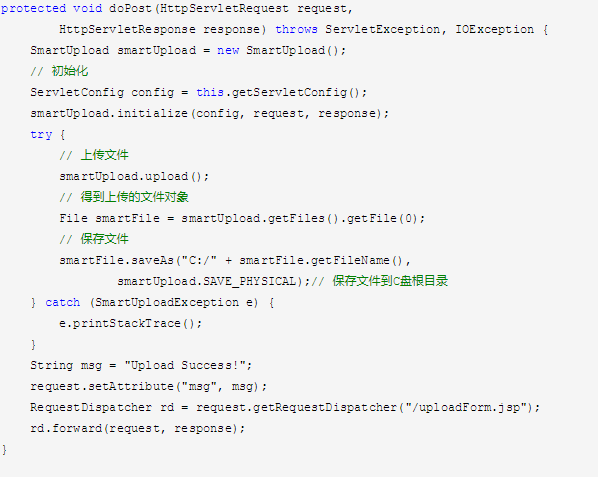 protected void doPost(HttpServletRequest request,
HttpServletResponse response) throws ServletException, IOException {
SmartUpload smartUpload = new SmartUpload();
// 初始化
ServletConfig config = this.getServletConfig();
smartUpload.initialize(config, request, response);
try {
// 上传文件
smartUpload.upload();
// 得到上传的文件对象
File smartFile = smartUpload.getFiles().getFile(0);
// 保存文件
smartFile.saveAs("C:/" + smartFile.getFileName(),
smartUpload.SAVE_PHYSICAL);// 保存文件到C盘根目录
} catch (SmartUploadException e) {
e.printStackTrace();
}
String msg = "Upload Success!";
request.setAttribute("msg", msg);
RequestDispatcher rd = request.getRequestDispatcher("/uploadForm.jsp");
rd.forward(request, response);
}